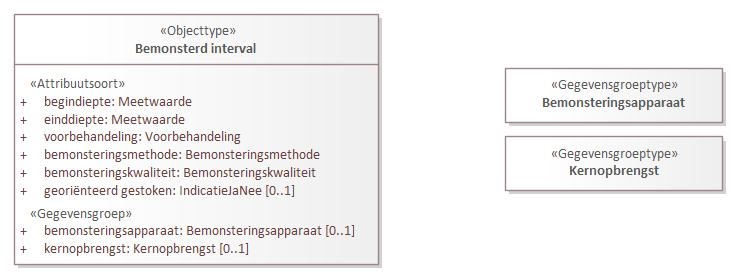 «Objecttype»
Bemonsterd interval
«Attribuutsoort»
+ begindiepte: Meetwaarde
+ einddiepte: Meetwaarde
+ voorbehandeling: Voorbehandeling
+ bemonsteringsmethode: Bemonsteringsmethode
+ bemonsteringskwaliteit: Bemonsteringskwaliteit
+ georiënteerd gestoken: IndicatieJaNee [0..1]
«Gegevensgroep»
+ bemonsteringsapparaat: Bemonsteringsapparaat [0..1]
+ kernopbrengst: Kernopbrengst [0..1]
«Gegevensgroeptype»
Bemonsteringsapparaat
«Gegevensgroeptype»
Kernopbrengst